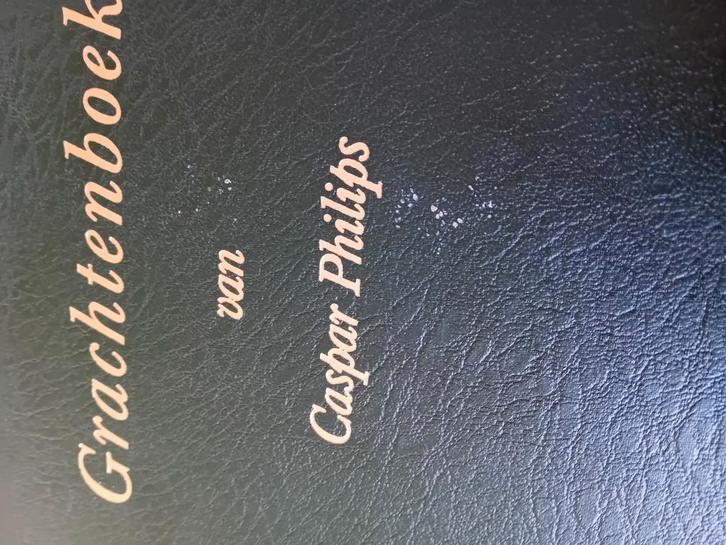 Grachtenboek
van
Caspar Philips